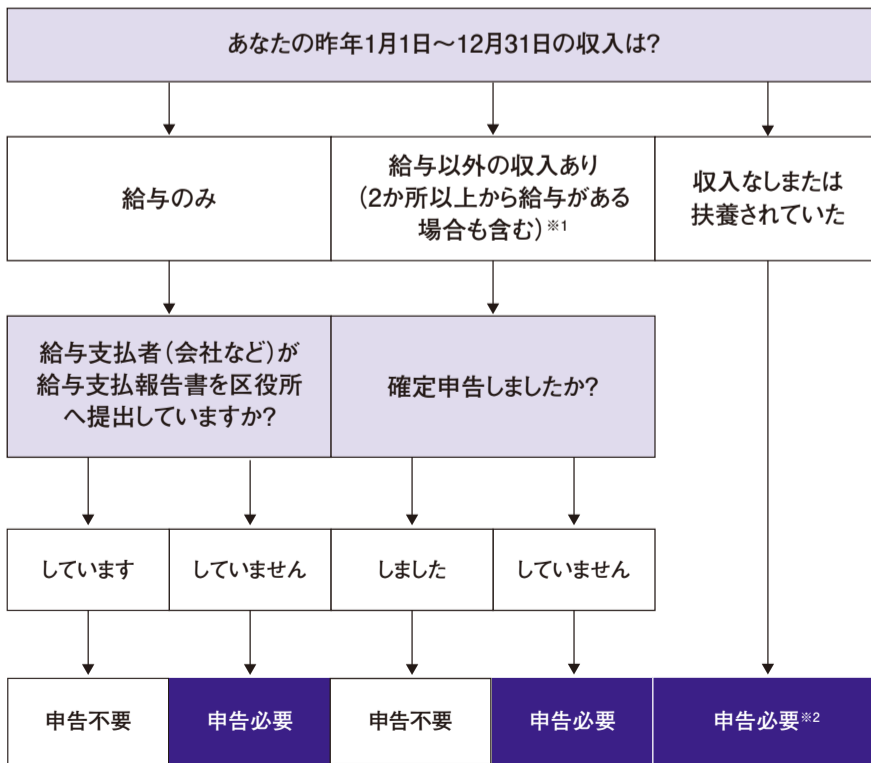 あなたの昨年1月1日～12月31日の収入は?
給与のみ
給与以外の収入あり
(2か所以上から給与がある
場合も含む)※1
収入なしまたは
扶養されていた
給与支払者(会社など)が
給与支払報告書を区役所
へ提出していますか?
確定申告しましたか?
しています
していません
しました
していません
申告不要
申告必要
申告不要
申告必要
申告必要※2